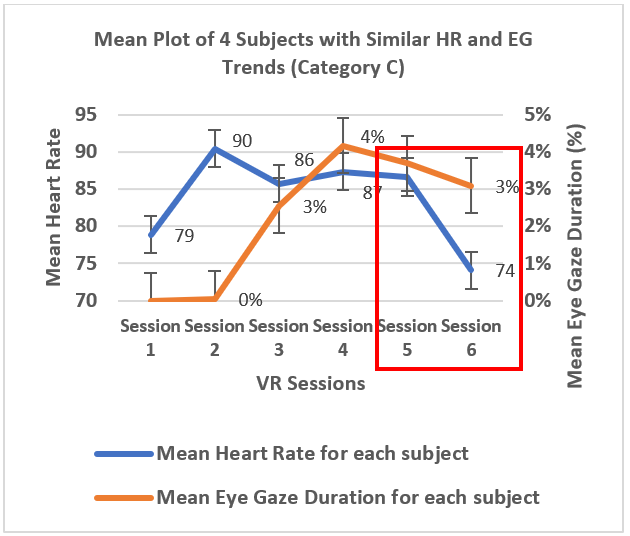 Mean Plot of 4 Subjects with Similar HR and EG
Trends (Category C)
Mean Heart Rate
95
90
85
80
75
70
79
90
86
87
74
0%
3%
4%
3%
5%
4%
3%
2%
1%
0%
Mean Eye Gaze Duration (%)
Session Session Session Session Session Session
1 2 3 4 5 6
VR Sessions
Mean Heart Rate for each subject
Mean Eye Gaze Duration for each subject